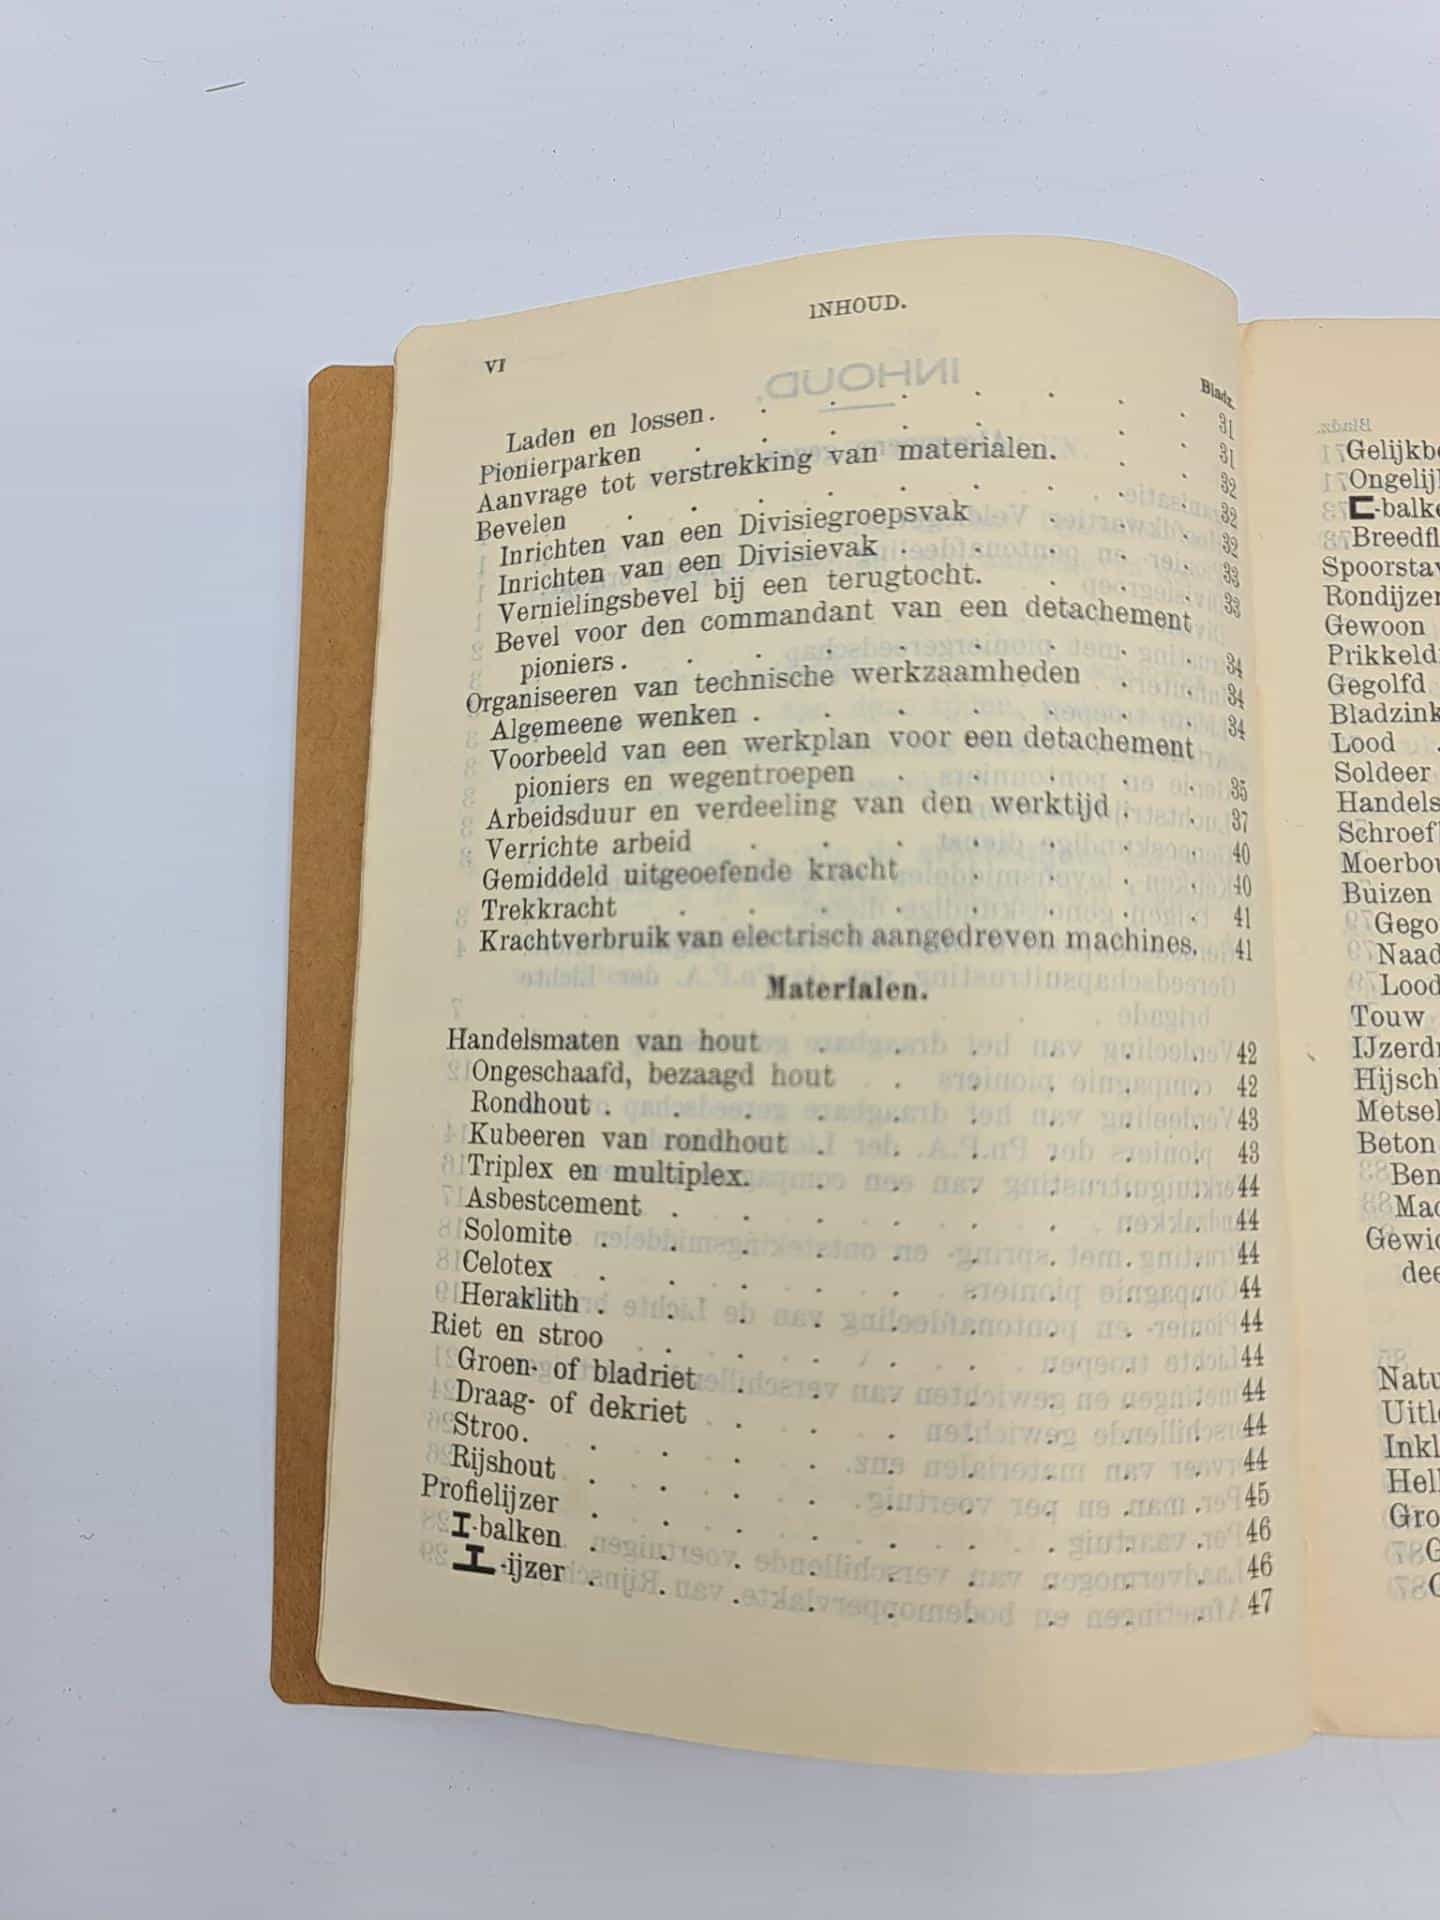 INHOUD.
VI
Bladz.
Laden en lossen. . . . . . . . 31
Pionierparken . . . . . . . . 31
Aanvrage tot verstrekking van materialen. . . 32
Bevelen . . . . . . . . . 32
Inrichten van een Divisiegroepsvak . . . 32
Inrichten van een Divisievak . . . . . 33
Vernielingsbevel bij een terugtocht. . . . 33
Bevel voor den commandant van een detachement
pioniers . . . . . . . . . 34
Organiseeren van technische werkzaamheden . . 34
Algemeene wenken . . . . . . . 34
Voorbeeld van een werkplan voor een detachement
pioniers en wegentroepen . . . . . 35
Arbeidsduur en verdeeling van den werktijd . . 37
Verrichte arbeid . . . . . . . 40
Gemiddeld uitgeoefende kracht . . . . 40
Trekkracht . . . . . . . . 41
Krachtverbruik van electrisch aangedreven machines. 41
Materialen.
Handelsmaten van hout . . . . . . 42
Ongeschaafd, bezaagd hout . . . . . 42
Rondhout . . . . . . . . . 43
Kubeeren van rondhout . . . . . . 43
Triplex en multiplex. . . . . . . 44
Asbestcement . . . . . . . . 44
Solomite . . . . . . . . . 44
Celotex . . . . . . . . . 44
Heraklith . . . . . . . . . 44
Riet en stroo . . . . . . . . 44
Groen- of bladriet . . . . . . . 44
Draag- of dekriet . . . . . . . 44
Stroo. . . . . . . . . . 44
Rijshout . . . . . . . . . 45
Profielijzer . . . . . . . . . 46
I-balken . . . . . . . . . 46
⊥-ijzer . . . . . . . . . 47
Ongelij
-balke
Breedfl
Spoorstav
Rondijzer
Gewoon
Prikkeld
Gegolfd
Bladzink
Lood
Soldeer
Handels
Schroef
Moerbou
Buizen
Gego
Naad
Lood
Touw
IJzerdr
Hijsch
Metsel
Beton
Ben
Mac
Gewic
dee
Natu
Uitl
Inkl
Hell
Gro